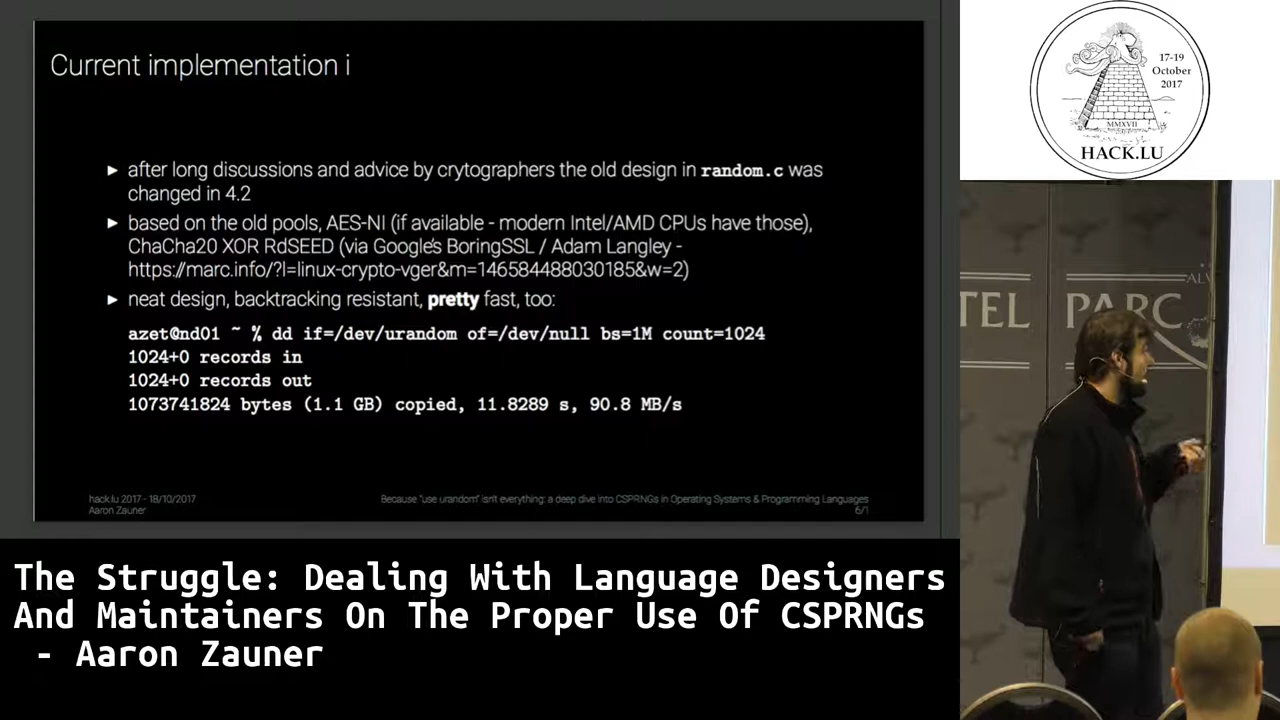 Current implementation i
▶ after long discussions and advice by crytographers the old design in random.c was
changed in 4.2
▶ based on the old pools, AES-NI (if available - modern Intel/AMD CPUs have those),
ChaCha20 XOR RdSEED (via Google's BoringSSL / Adam Langley -
https://marc.info/?l=linux-crypto-vger&m=146584488030185&w=2)
▶ neat design, backtracking resistant, pretty fast, too:
azet@nd01 ~ % dd if=/dev/urandom of=/dev/null bs=1M count=1024
1024+0 records in
1024+0 records out
1073741824 bytes (1.1 GB) copied, 11.8289 s, 90.8 MB/s
hack.lu 2017 - 18/10/2017
Aaron Zauner
Because "use urandom" isn't everything: a deep dive into CSPRNGs in Operating Systems & Programming Languages
6/1
17-19
October
2017
MMXVII
HACK.LU
TEL PARC
ALV
The Struggle: Dealing With Language Designers
And Maintainers On The Proper Use Of CSPRNGs
- Aaron Zauner